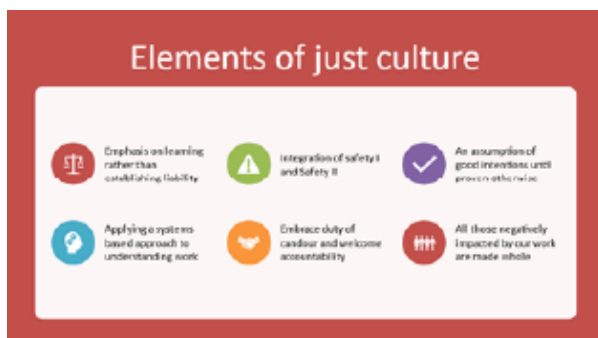 Elements of just culture
Emphasis on learning
rather than
establishing liability
Integration of safety I
and Safety II
An assumption of
good intentions until
proven otherwise
Applying a systems
based approach to
understanding work
Embrace duty of
candour and welcome
accountability
All those negatively
impacted by our work
are made whole